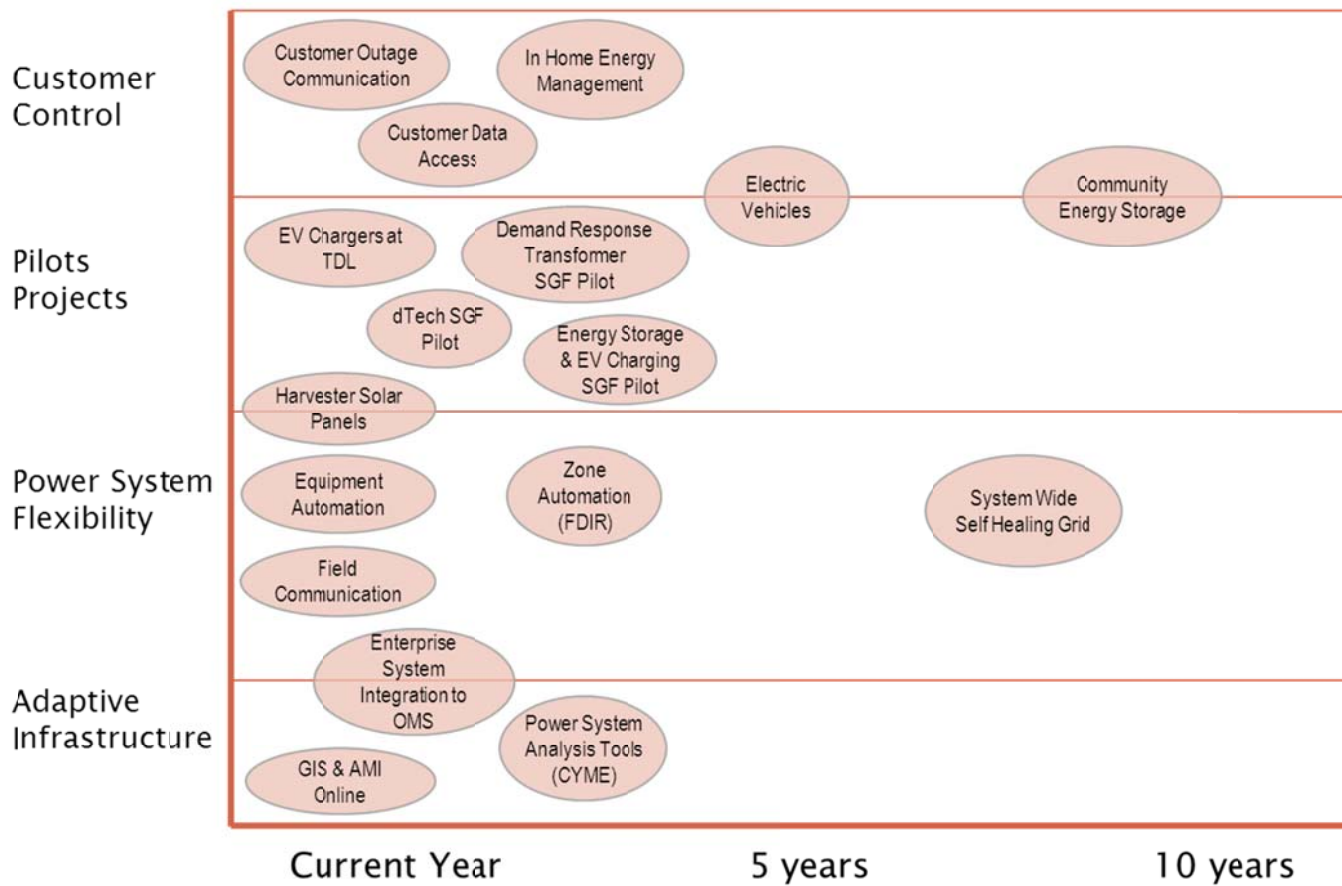 Customer
Control
Customer Outage
Communication
In Home Energy
Management
Customer Data
Access
Electric
Vehicles
Community
Energy Storage
Pilots
Projects
EV Chargers at
TDL
Demand Response
Transformer
SGF Pilot
dTech SGF
Pilot
Energy Storage
& EV Charging
SGF Pilot
Harvester Solar
Panels
Power System
Flexibility
Equipment
Automation
Zone
Automation
(FDIR)
System Wide
Self Healing Grid
Field
Communication
Enterprise
System
Integration to
OMS
Adaptive
Infrastructure
Power System
Analysis Tools
(CYME)
GIS & AMI
Online
Current Year
5 years
10 years